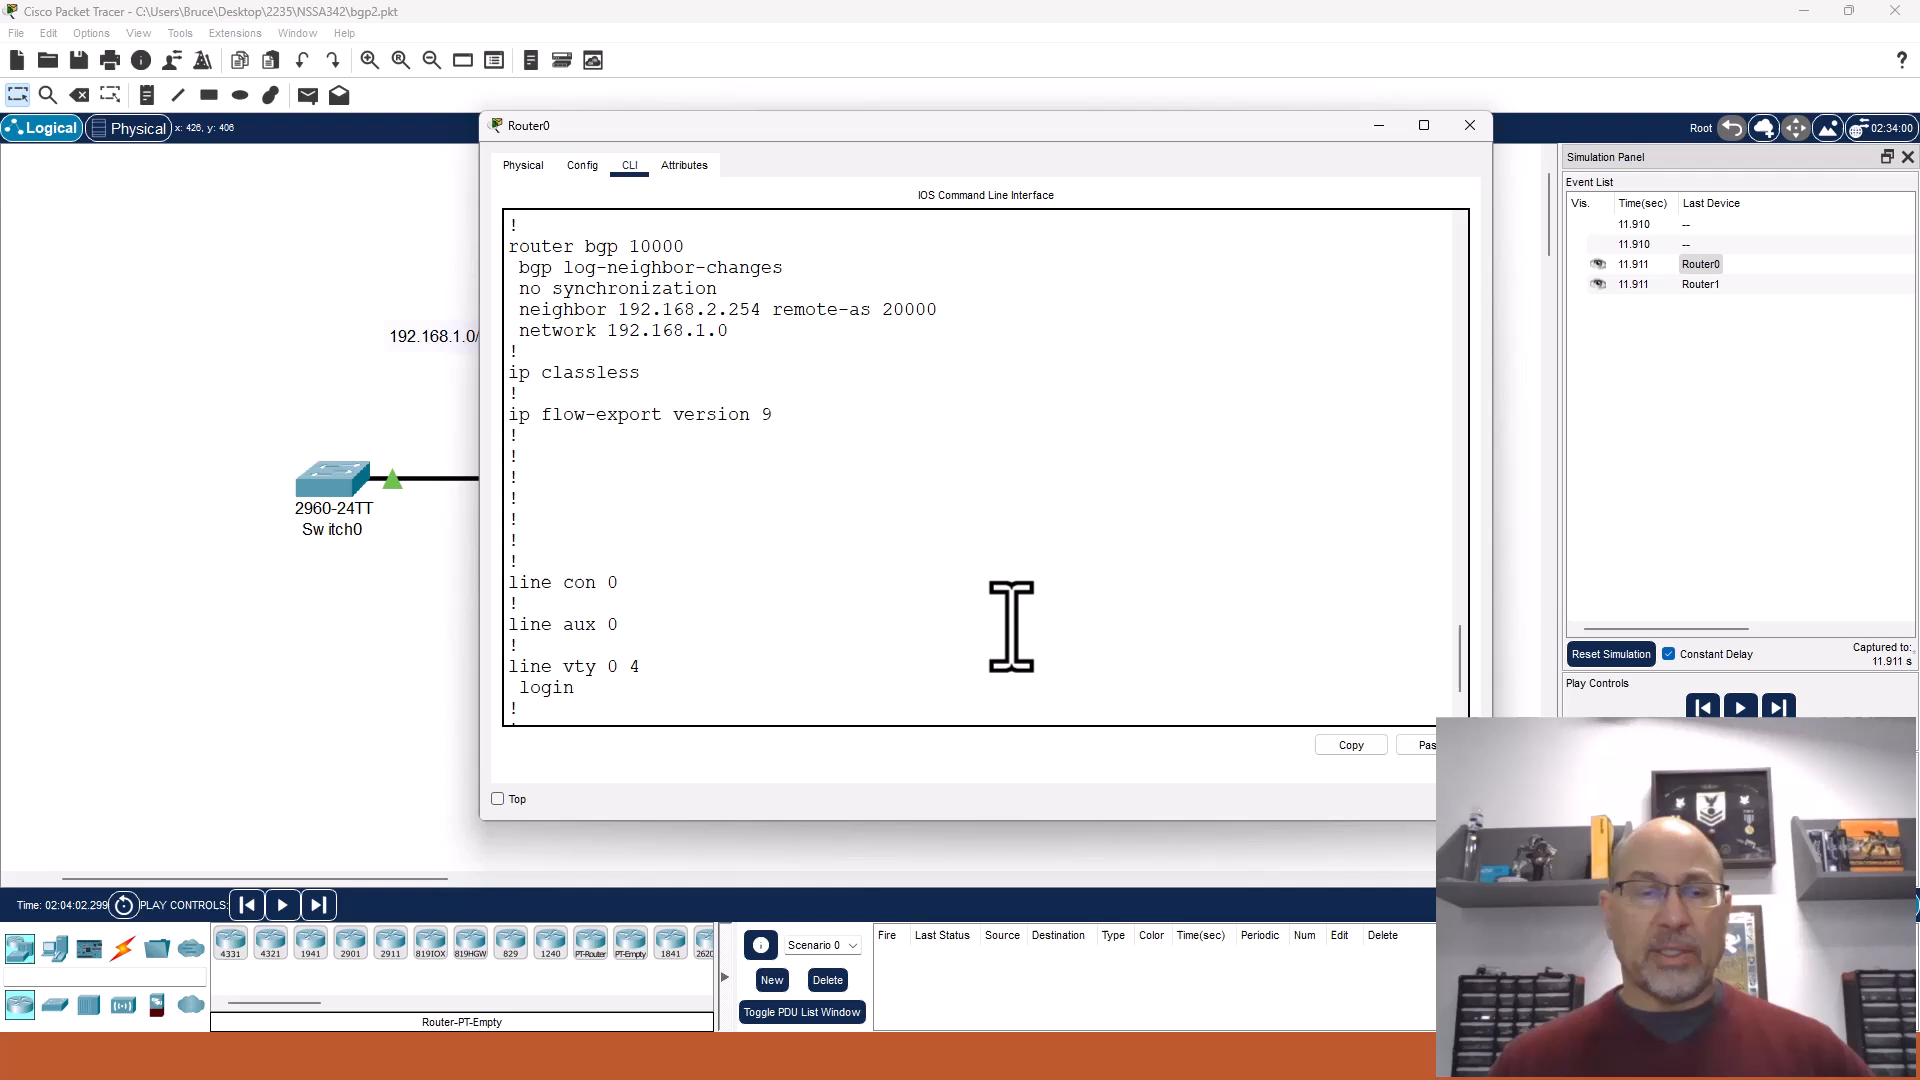 Cisco Packet Tracer - C:\Users\Bruce\Desktop\2235\NSSA342\bgp2.pkt
File Edit Options View Tools Extensions Window Help
Logical Physical x: 426, y: 406
Root 02:34:00
Router0
Physical Config CLI Attributes
IOS Command Line Interface
!
router bgp 10000
bgp log-neighbor-changes
no synchronization
neighbor 192.168.2.254 remote-as 20000
network 192.168.1.0
!
ip classless
!
ip flow-export version 9
!
!
!
!
!
!
!
line con 0
!
line aux 0
!
line vty 0 4
login
!
Copy
Pas
Top
192.168.1.0/
2960-24TT
Sw itch0
Simulation Panel
Event List
Vis. Time(sec) Last Device
11.910 --
11.910 --
11.911 Router0
11.911 Router1
Reset Simulation Constant Delay Captured to:
11.911 s
Play Controls
Time: 02:04:02.299 PLAY CONTROLS:
4331 4321 1941 2901 2911 819IOX 819HGW 829 1240 PT-Router PT-Empty 1841 2620
Router-PT-Empty
Scenario 0
New Delete
Toggle PDU List Window
Fire Last Status Source Destination Type Color Time(sec) Periodic Num Edit Delete